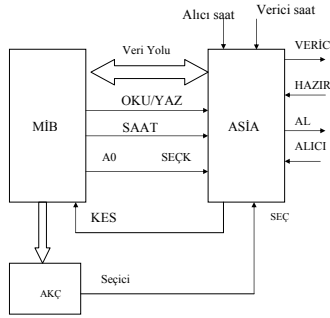 Alıcı saat
Verici saat
Veri Yolu
VERİC
OKU/YAZ
HAZIR
MİB
SAAT
ASİA
AL
A0
SEÇK
ALICI
KES
SEÇ
Seçici
AKÇ